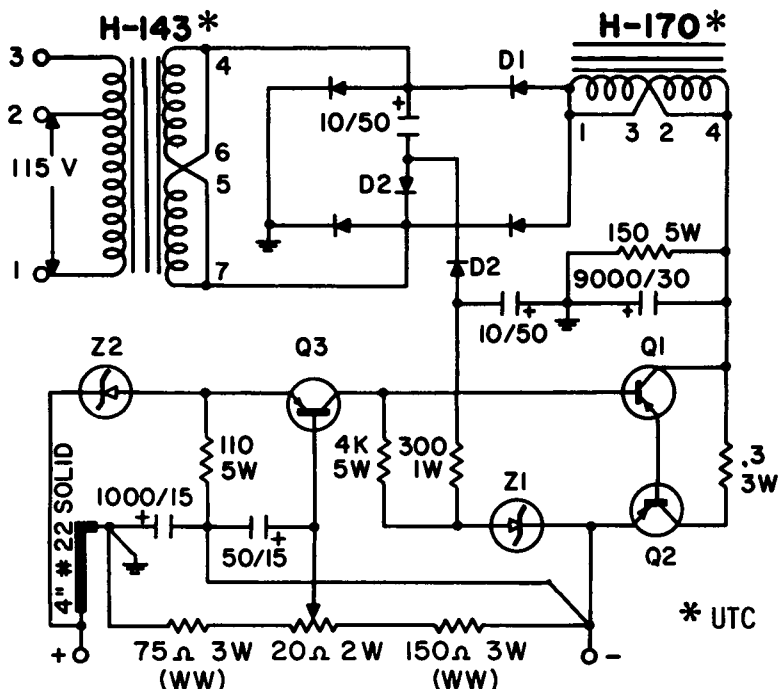 H-143*
H-170*
3
4
D1
2
10/50
+
1 3 2 4
6
115 V
5
D2
150 5W
7
D2
9000/30
+
1
+
10/50
Z2
Q3
Q1
110
5W
4K
5W
300
1W
.3
3W
4" #22 SOLID
1000/15
+
50/15
+
Z1
Q2
* UTC
+
75Ω 3W
(WW)
20Ω 2W
150Ω 3W
(WW)
-